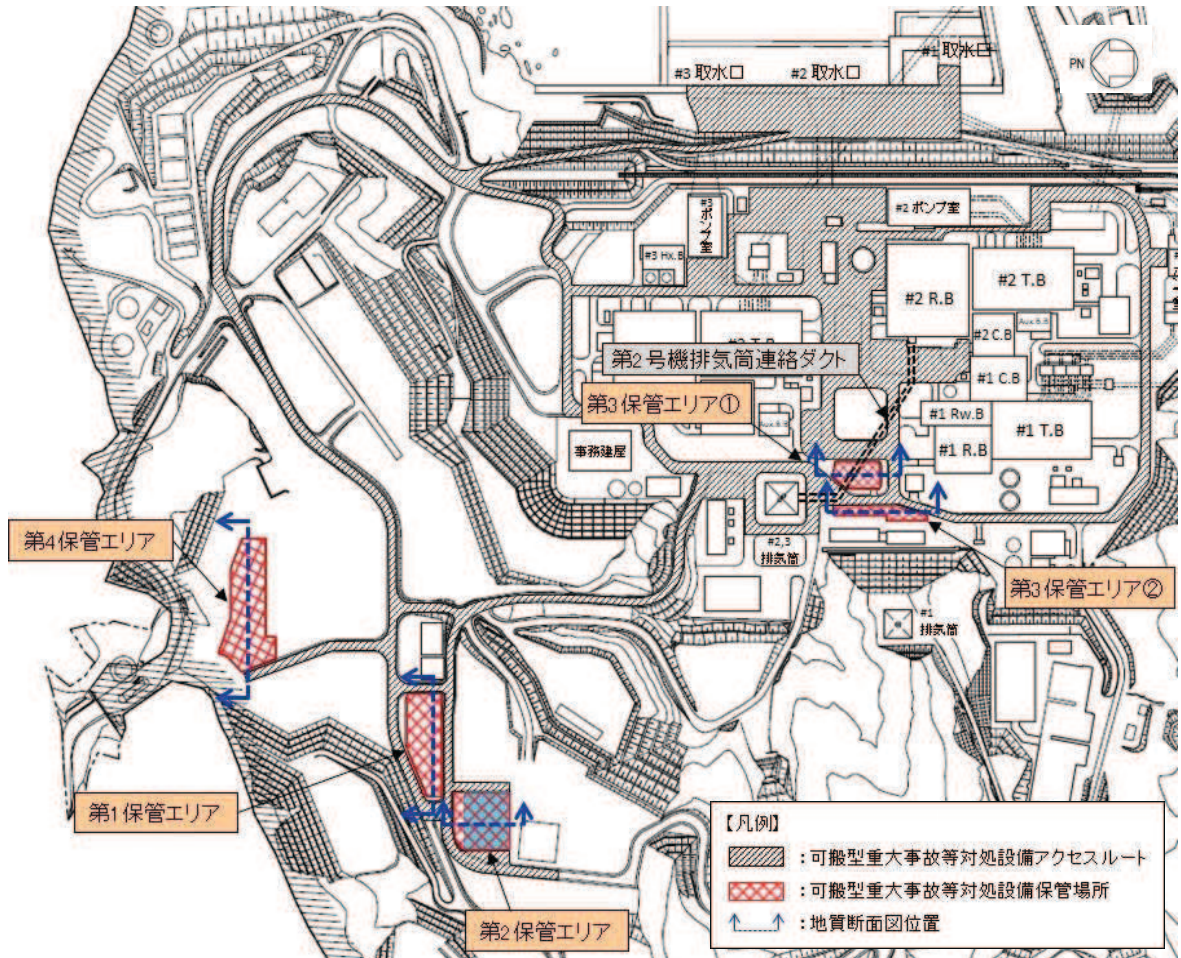 #1 取水口
#3 取水口
#2 取水口
PN
#3 ポンプ室
#2 ポンプ室
#3 Hx.B
#2 R.B
#2 T.B
#2 C.B
Aux.B.B
第2号機排気筒連絡ダクト
#1 C.B
第3保管エリア①
#1 Rw.B
Aux.B.B
#1 R.B
#1 T.B
事務建屋
第4保管エリア
#2,3
排気筒
第3保管エリア②
#1
排気筒
第1保管エリア
第2保管エリア
【凡例】
:可搬型重大事故等対処設備アクセスルート
:可搬型重大事故等対処設備保管場所
:地質断面図位置